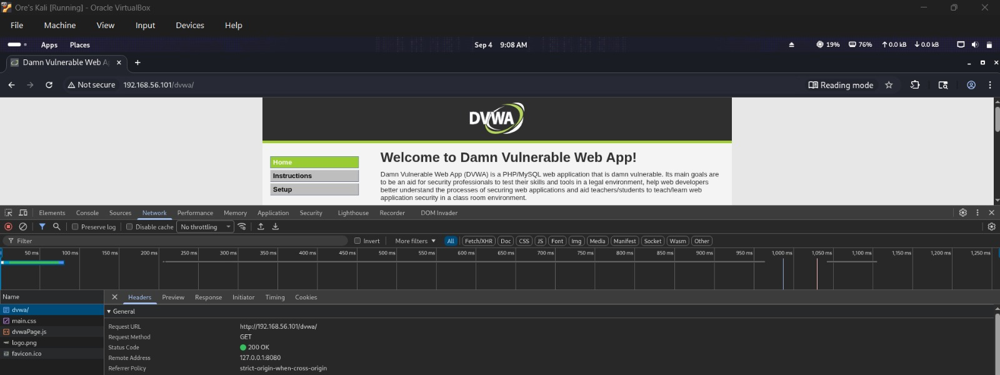 Ore's Kali [Running] - Oracle VirtualBox
File Machine View Input Devices Help
Apps Places Sep 4 9:08 AM 19% 76% 0.0 kB 0.0 kB
Damn Vulnerable Web A
Not secure 192.168.56.101/dvwa/ Reading mode
DVWA
Welcome to Damn Vulnerable Web App!
Home
Instructions
Setup
Damn Vulnerable Web App (DVWA) is a PHP/MySQL web application that is damn vulnerable. Its main goals are
to be an aid for security professionals to test their skills and tools in a legal environment, help web developers
better understand the processes of securing web applications and aid teachers/students to teach/learn web
application security in a class room environment.
Elements Console Sources Network Performance Memory Application Security Lighthouse Recorder DOM Invader
Preserve log Disable cache No throttling
Filter Invert More filters All Fetch/XHR Doc CSS JS Font Img Media Manifest Socket Wasm Other
50 ms 100 ms 150 ms 200 ms 250 ms 300 ms 350 ms 400 ms 450 ms 500 ms 550 ms 600 ms 650 ms 700 ms 750 ms 800 ms 850 ms 900 ms 950 ms 1,000 ms 1,050 ms 1,100 ms 1,150 ms 1,200 ms 1,250 ms
Name Headers Preview Response Initiator Timing Cookies
dvwa/
main.css
dvwaPage.js
logo.png
favicon.ico
General
Request URL http://192.168.56.101/dvwa/
Request Method GET
Status Code 200 OK
Remote Address 127.0.0.1:8080
Referrer Policy strict-origin-when-cross-origin